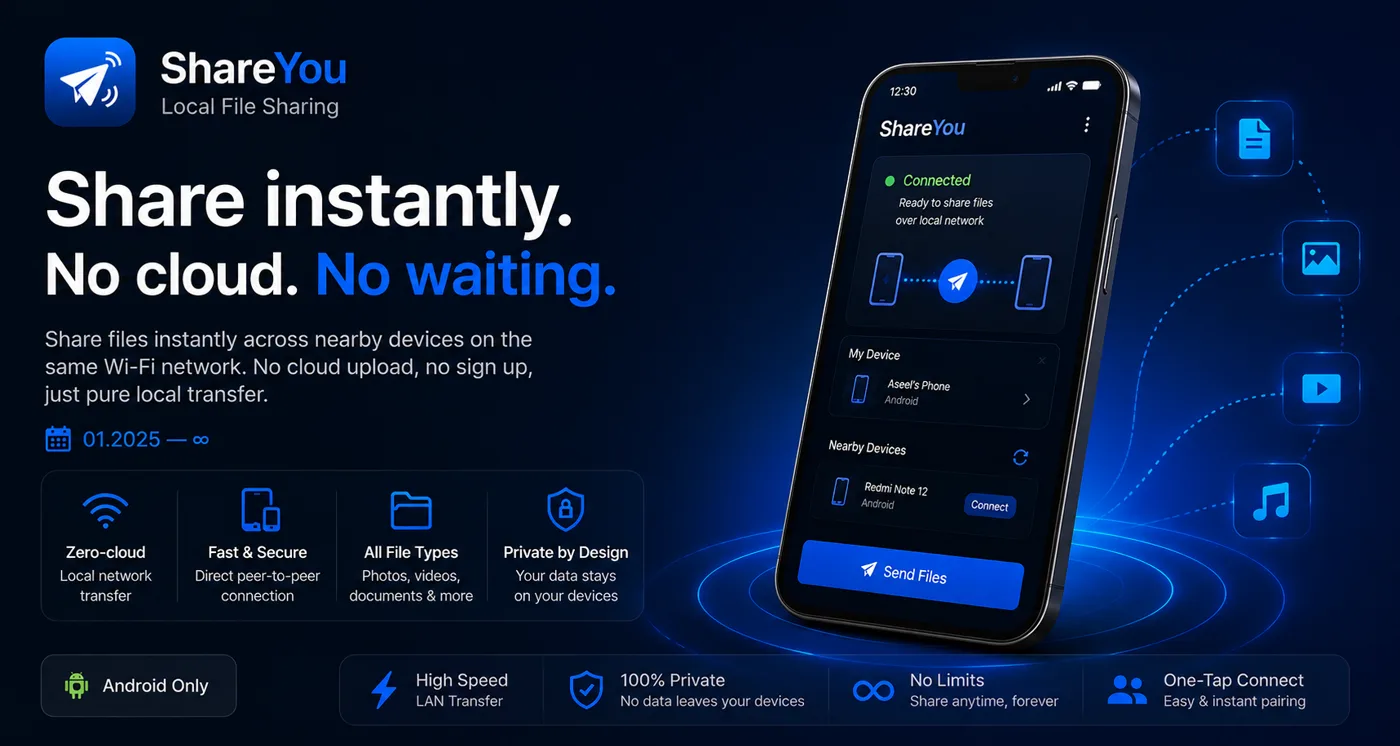 ShareYou
Local File Sharing
Share instantly.
No cloud. No waiting.
Share files instantly across nearby devices on the
same Wi-Fi network. No cloud upload, no sign up,
just pure local transfer.
01.2025 — ∞
Zero-cloud
Local network
transfer
Fast & Secure
Direct peer-to-peer
connection
All File Types
Photos, videos,
documents & more
Private by Design
Your data stays
on your devices
Android Only
High Speed
LAN Transfer
100% Private
No data leaves your devices
No Limits
Share anytime, forever
One-Tap Connect
Easy & instant pairing
12:30
ShareYou
Connected
Ready to share files
over local network
My Device
Aseel's Phone
Android
Nearby Devices
Redmi Note 12
Android
Connect
Send Files